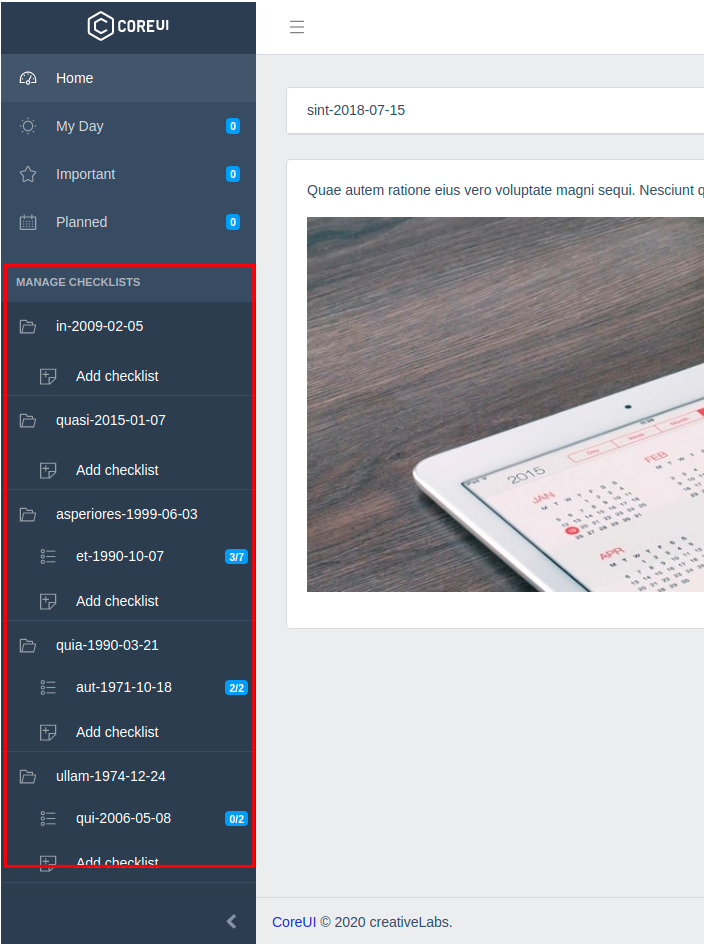 COREUI
Home
My Day 0
Important 0
Planned 0
MANAGE CHECKLISTS
in-2009-02-05
Add checklist
quasi-2015-01-07
Add checklist
asperiores-1999-06-03
et-1990-10-07 3/7
Add checklist
quia-1990-03-21
aut-1971-10-18 2/2
Add checklist
ullam-1974-12-24
qui-2006-05-08 0/2
Add checklist
sint-2018-07-15
Quae autem ratione eius vero voluptate magni sequi. Nesciunt q
2015
Day Week Month
JAN
FEB
APR
CoreUI © 2020 creativeLabs.